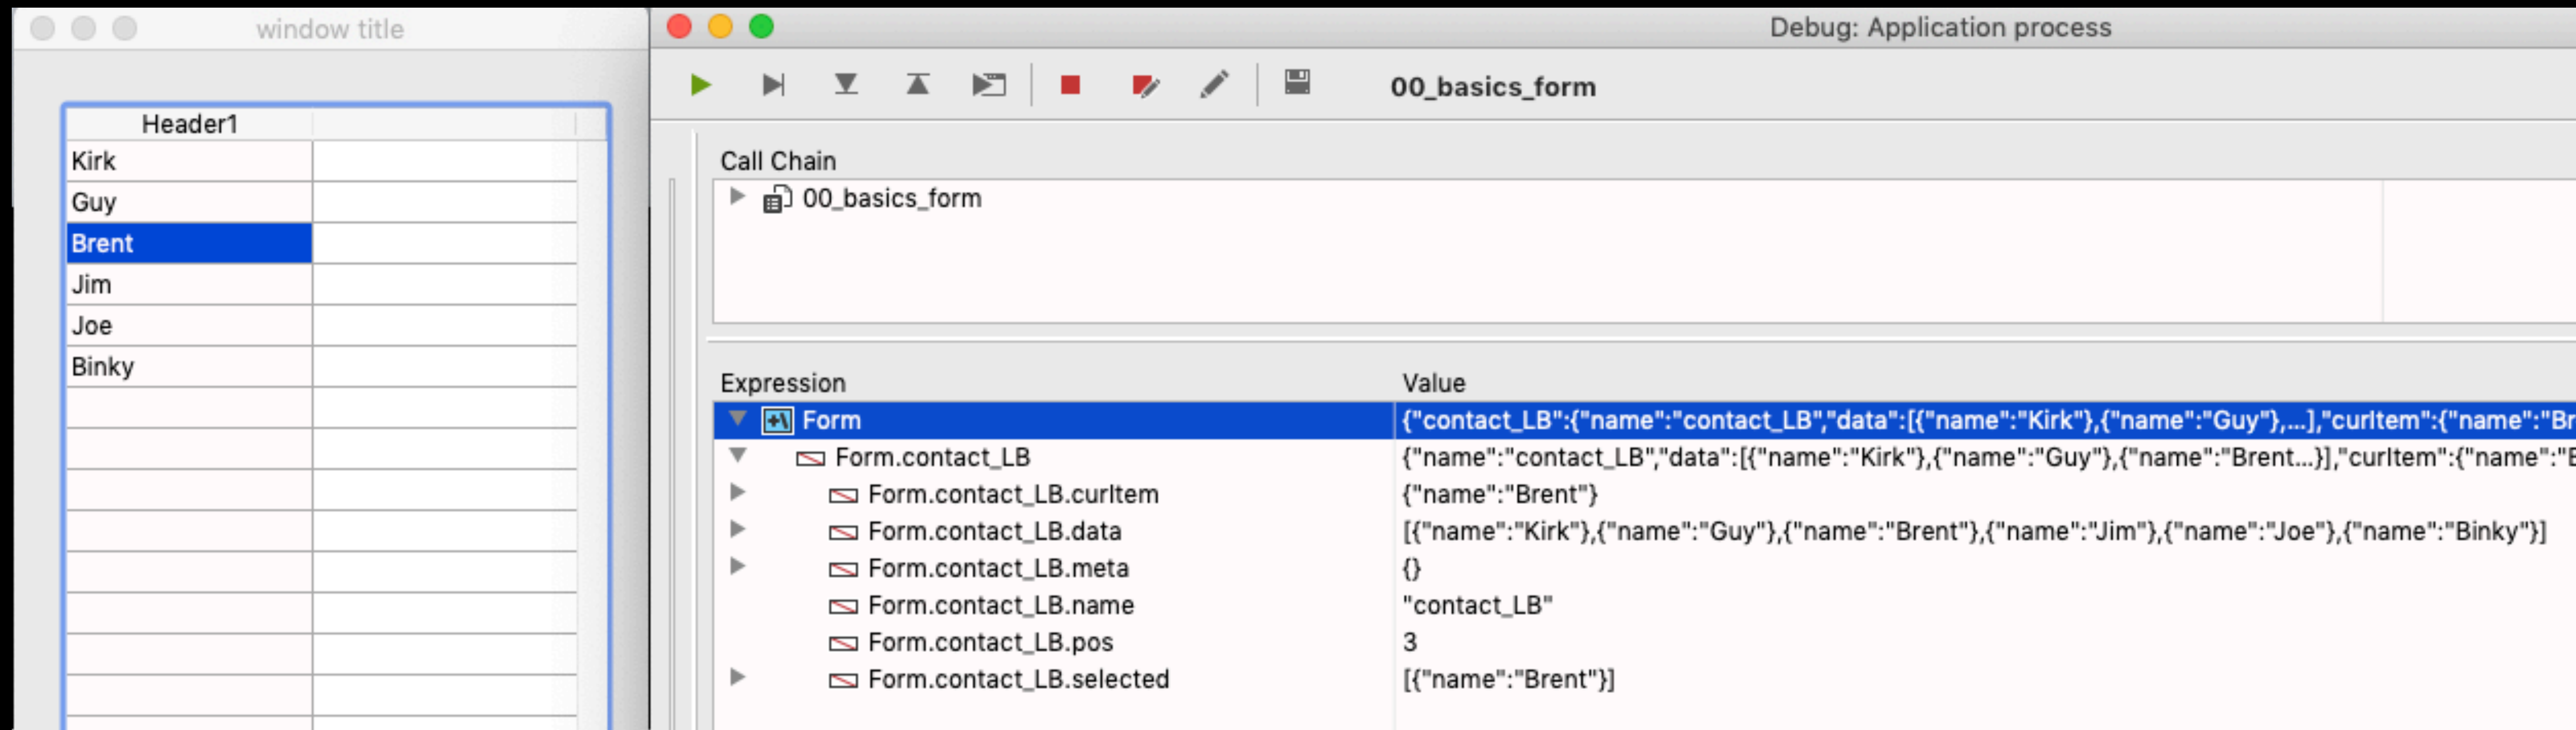 window title
Header1
Kirk
Guy
Brent
Jim
Joe
Binky
Debug: Application process
00_basics_form
Call Chain
00_basics_form
Expression Value
Form {"contact_LB":{"name":"contact_LB","data":[{"name":"Kirk"},{"name":"Guy"},...],"curItem":{"name":"Br
Form.contact_LB {"name":"contact_LB","data":[{"name":"Kirk"},{"name":"Guy"},{"name":"Brent...}],"curItem":{"name":"B
Form.contact_LB.curItem {"name":"Brent"}
Form.contact_LB.data [{"name":"Kirk"},{"name":"Guy"},{"name":"Brent"},{"name":"Jim"},{"name":"Joe"},{"name":"Binky"}]
Form.contact_LB.meta {}
Form.contact_LB.name "contact_LB"
Form.contact_LB.pos 3
Form.contact_LB.selected [{"name":"Brent"}]